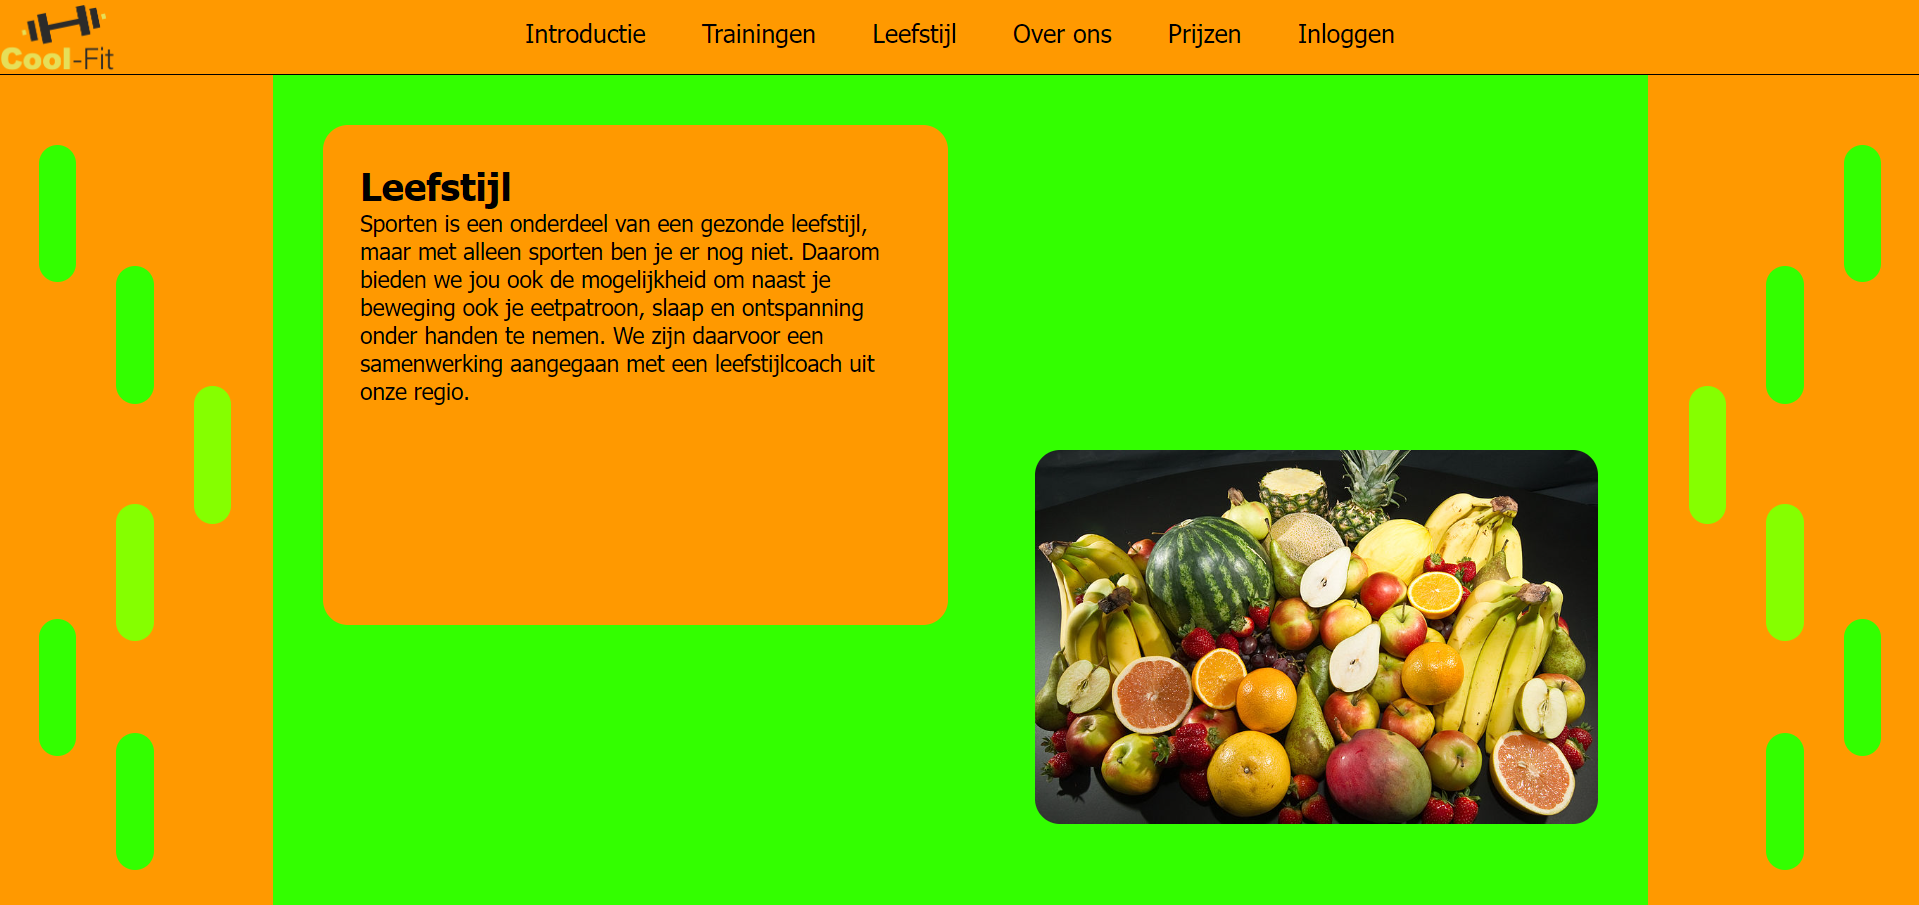 Cool-Fit
Introductie Trainingen Leefstijl Over ons Prijzen Inloggen
Leefstijl
Sporten is een onderdeel van een gezonde leefstijl,
maar met alleen sporten ben je er nog niet. Daarom
bieden we jou ook de mogelijkheid om naast je
beweging ook je eetpatroon, slaap en ontspanning
onder handen te nemen. We zijn daarvoor een
samenwerking aangegaan met een leefstijlcoach uit
onze regio.